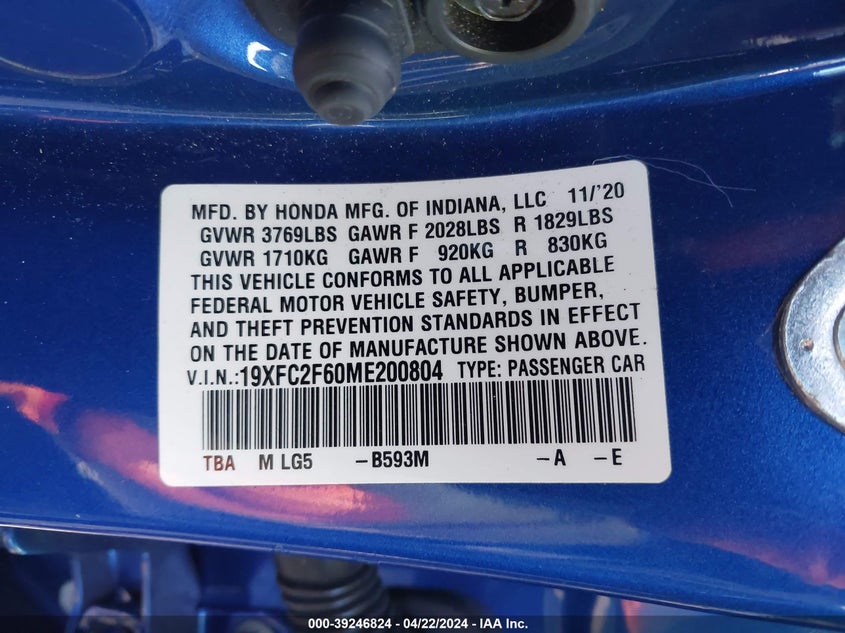 MFD. BY HONDA MFG. OF INDIANA, LLC 11/'20
GVWR 3769LBS GAWR F 2028LBS R 1829LBS
GVWR 1710KG GAWR F 920KG R 830KG
THIS VEHICLE CONFORMS TO ALL APPLICABLE
FEDERAL MOTOR VEHICLE SAFETY, BUMPER,
AND THEFT PREVENTION STANDARDS IN EFFECT
ON THE DATE OF MANUFACTURE SHOWN ABOVE.
V.I.N.:19XFC2F60ME200804 TYPE: PASSENGER CAR
TBA M LG5 -B593M -A -E
000-39246824 - 04/22/2024 - IAA Inc.